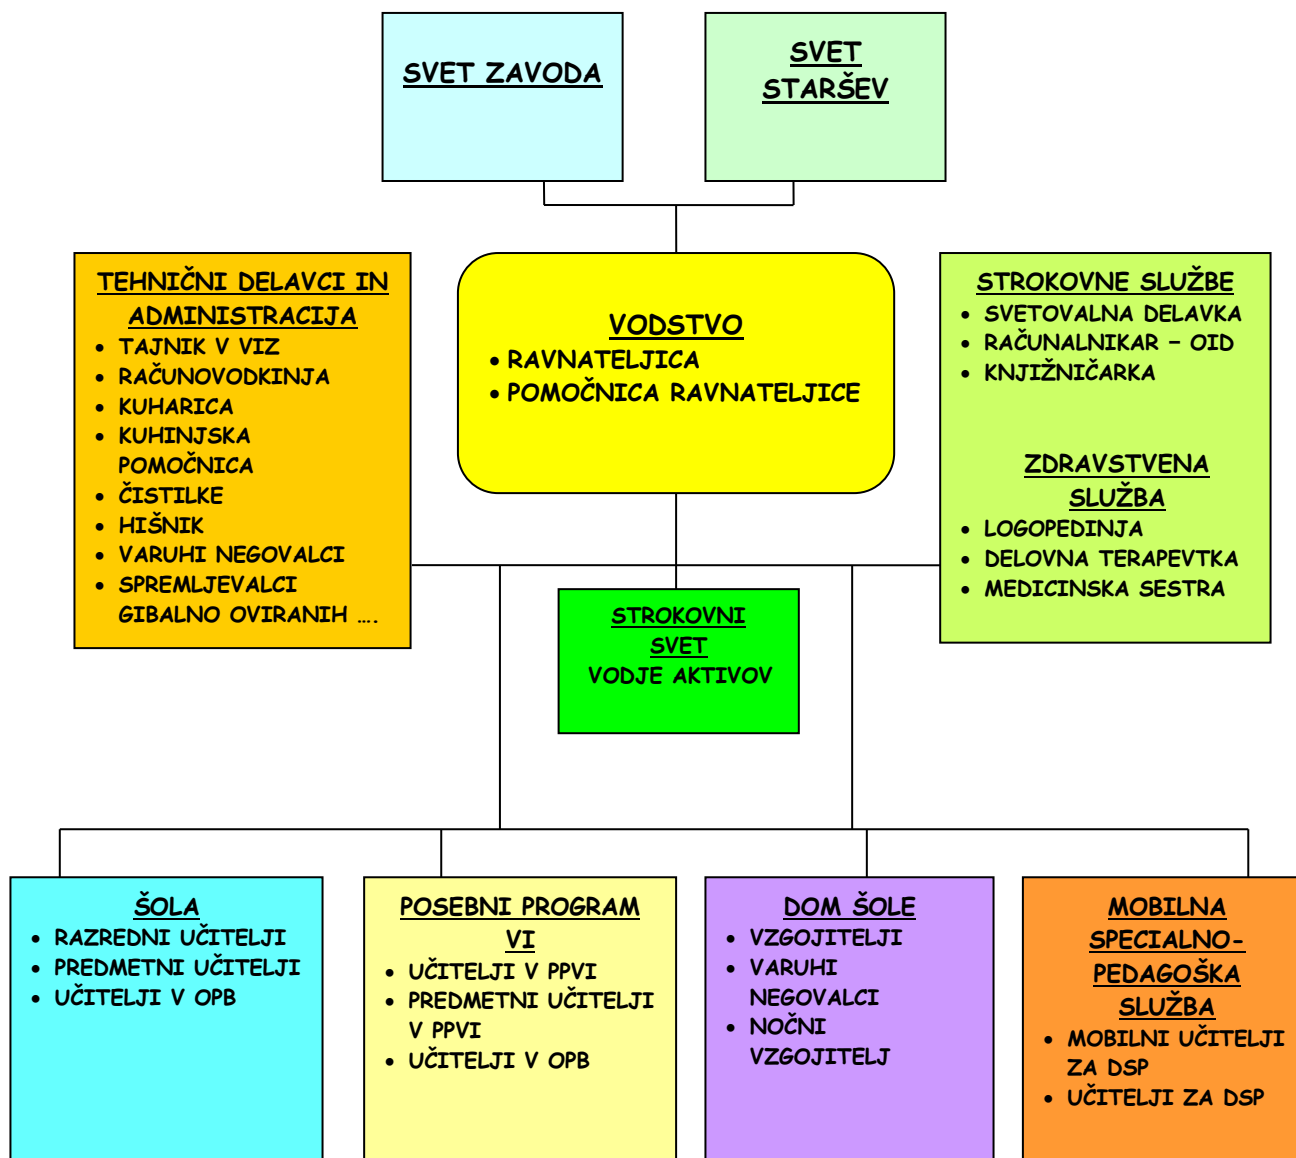 SVET ZAVODA
SVET
STARŠEV
TEHNIČNI DELAVCI IN
ADMINISTRACIJA
• TAJNIK V VIZ
• RAČUNOVODKINJA
• KUHARICA
• KUHINJSKA
POMOČNICA
• ČISTILKE
• HIŠNIK
• VARUHI NEGOVALCI
• SPREMLJEVALCI
GIBALNO OVIRANIH ….
VODSTVO
• RAVNATELJICA
• POMOČNICA RAVNATELJICE
STROKOVNE SLUŽBE
• SVETOVALNA DELAVKA
• RAČUNALNIKAR – OID
• KNJIŽNIČARKA
ZDRAVSTVENA
SLUŽBA
• LOGOPEDINJA
• DELOVNA TERAPEVTKA
• MEDICINSKA SESTRA
STROKOVNI
SVET
VODJE AKTIVOV
ŠOLA
• RAZREDNI UČITELJI
• PREDMETNI UČITELJI
• UČITELJI V OPB
POSEBNI PROGRAM
VI
• UČITELJI V PPVI
• PREDMETNI UČITELJI
V PPVI
• UČITELJI V OPB
DOM ŠOLE
• VZGOJITELJI
• VARUHI
NEGOVALCI
• NOČNI
VZGOJITELJ
MOBILNA
SPECIALNO-
PEDAGOŠKA
SLUŽBA
• MOBILNI UČITELJI
ZA DSP
• UČITELJI ZA DSP